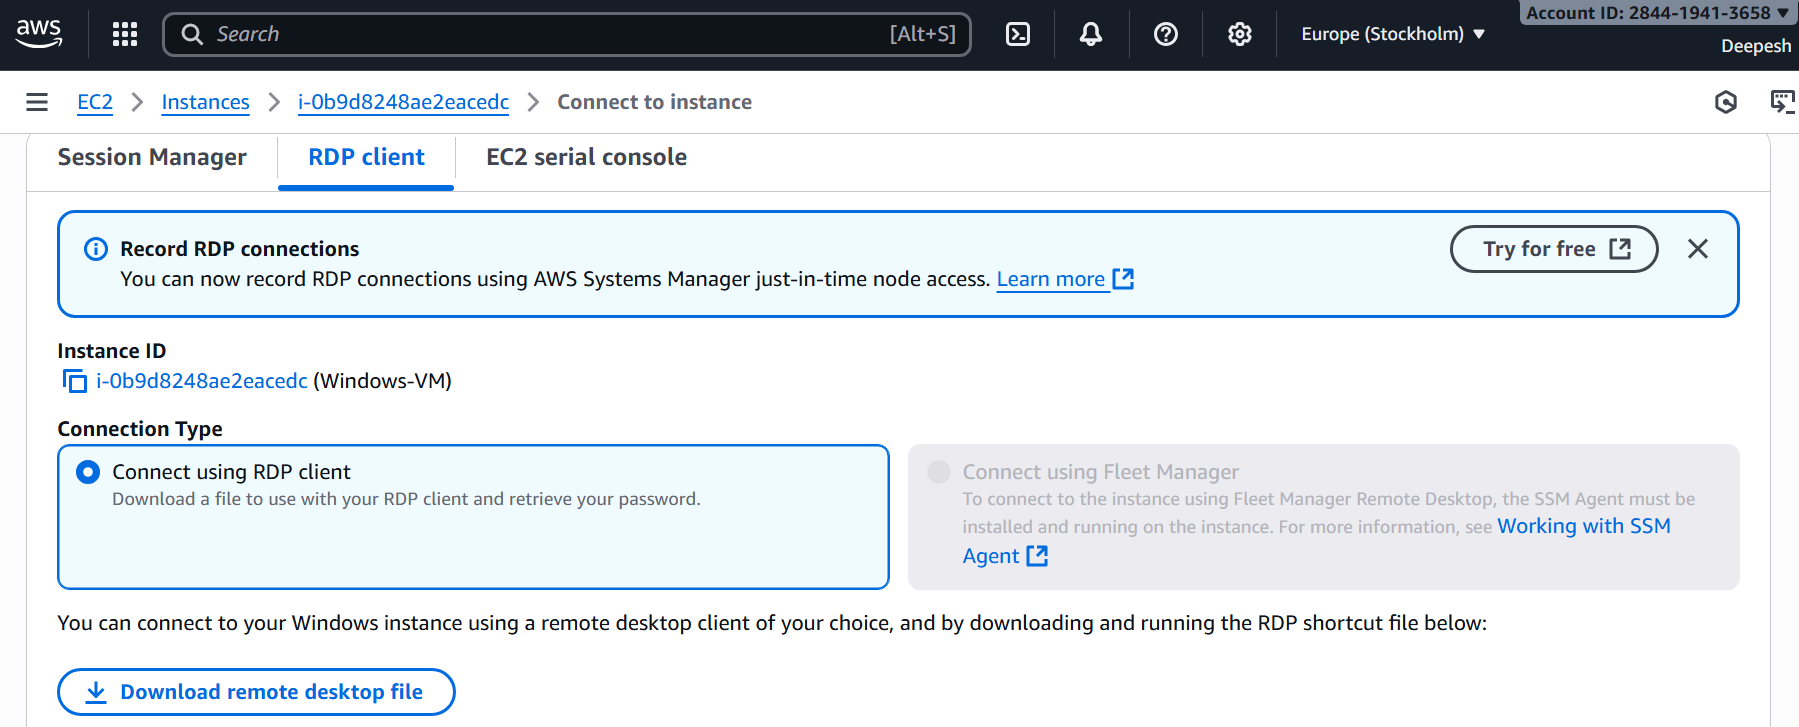 aws
Search
[Alt+S]
Europe (Stockholm)
Account ID: 2844-1941-3658
Deepesh
EC2
Instances
i-0b9d8248ae2eacedc
Connect to instance
Session Manager
RDP client
EC2 serial console
Record RDP connections
You can now record RDP connections using AWS Systems Manager just-in-time node access. Learn more
Try for free
Instance ID
i-0b9d8248ae2eacedc (Windows-VM)
Connection Type
Connect using RDP client
Download a file to use with your RDP client and retrieve your password.
Connect using Fleet Manager
To connect to the instance using Fleet Manager Remote Desktop, the SSM Agent must be
installed and running on the instance. For more information, see Working with SSM
Agent
You can connect to your Windows instance using a remote desktop client of your choice, and by downloading and running the RDP shortcut file below:
Download remote desktop file